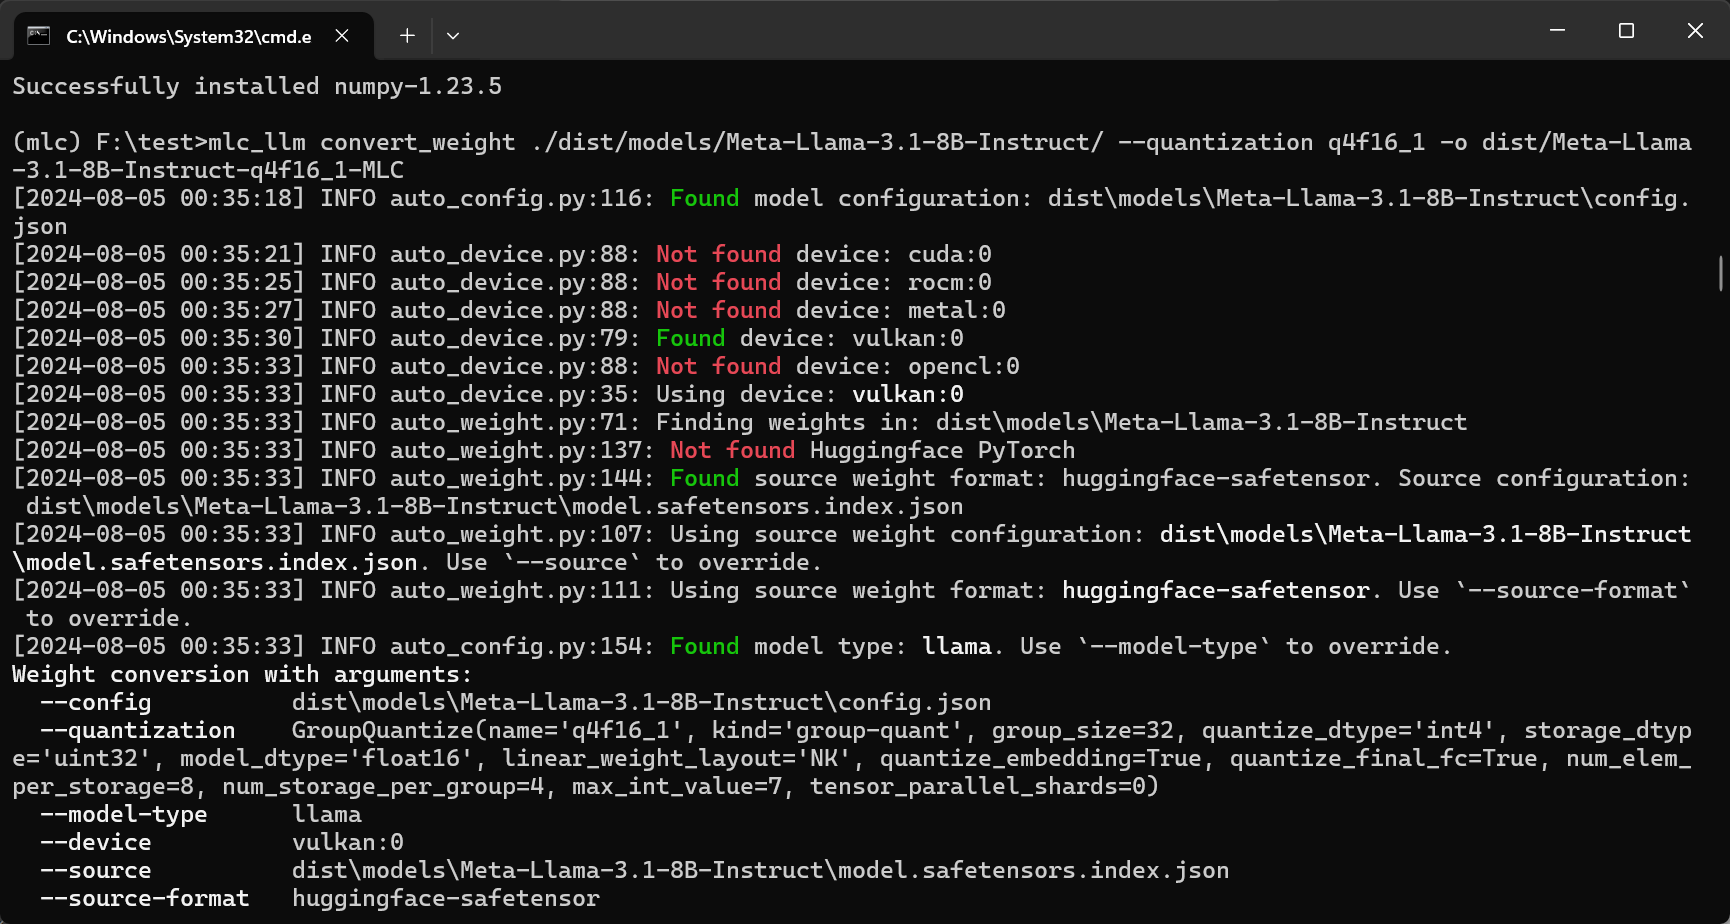 C:\Windows\System32\cmd.e
Successfully installed numpy-1.23.5
(mlc) F:\test>mlc_llm convert_weight ./dist/models/Meta-Llama-3.1-8B-Instruct/ --quantization q4f16_1 -o dist/Meta-Llama
-3.1-8B-Instruct-q4f16_1-MLC
[2024-08-05 00:35:18] INFO auto_config.py:116: Found model configuration: dist\models\Meta-Llama-3.1-8B-Instruct\config.
json
[2024-08-05 00:35:21] INFO auto_device.py:88: Not found device: cuda:0
[2024-08-05 00:35:25] INFO auto_device.py:88: Not found device: rocm:0
[2024-08-05 00:35:27] INFO auto_device.py:88: Not found device: metal:0
[2024-08-05 00:35:30] INFO auto_device.py:79: Found device: vulkan:0
[2024-08-05 00:35:33] INFO auto_device.py:88: Not found device: opencl:0
[2024-08-05 00:35:33] INFO auto_device.py:35: Using device: vulkan:0
[2024-08-05 00:35:33] INFO auto_weight.py:71: Finding weights in: dist\models\Meta-Llama-3.1-8B-Instruct
[2024-08-05 00:35:33] INFO auto_weight.py:137: Not found Huggingface PyTorch
[2024-08-05 00:35:33] INFO auto_weight.py:144: Found source weight format: huggingface-safetensor. Source configuration:
dist\models\Meta-Llama-3.1-8B-Instruct\model.safetensors.index.json
[2024-08-05 00:35:33] INFO auto_weight.py:107: Using source weight configuration: dist\models\Meta-Llama-3.1-8B-Instruct
\model.safetensors.index.json. Use `--source` to override.
[2024-08-05 00:35:33] INFO auto_weight.py:111: Using source weight format: huggingface-safetensor. Use `--source-format`
to override.
[2024-08-05 00:35:33] INFO auto_config.py:154: Found model type: llama. Use `--model-type` to override.
Weight conversion with arguments:
--config dist\models\Meta-Llama-3.1-8B-Instruct\config.json
--quantization GroupQuantize(name='q4f16_1', kind='group-quant', group_size=32, quantize_dtype='int4', storage_dtyp
e='uint32', model_dtype='float16', linear_weight_layout='NK', quantize_embedding=True, quantize_final_fc=True, num_elem_
per_storage=8, num_storage_per_group=4, max_int_value=7, tensor_parallel_shards=0)
--model-type llama
--device vulkan:0
--source dist\models\Meta-Llama-3.1-8B-Instruct\model.safetensors.index.json
--source-format huggingface-safetensor